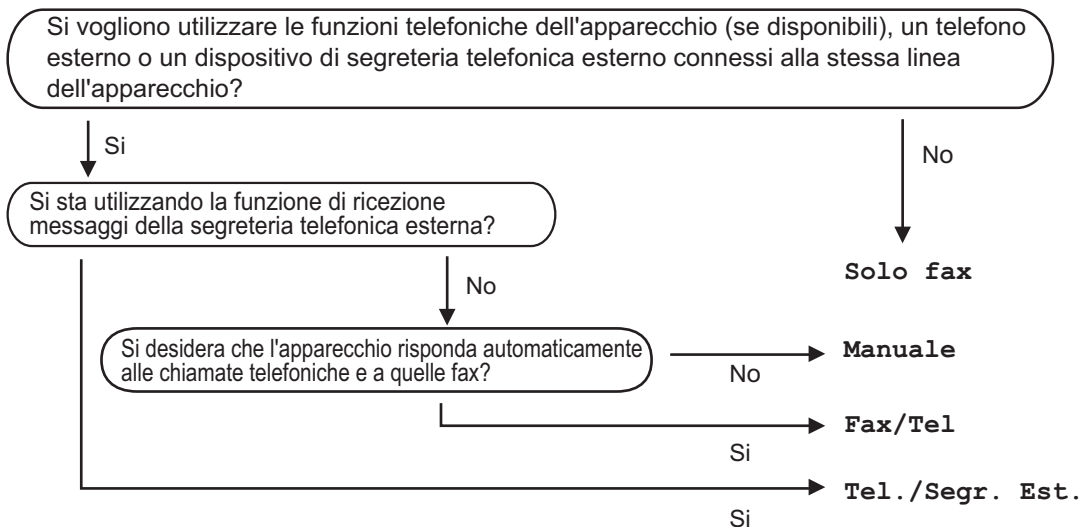 Si vogliono utilizzare le funzioni telefoniche dell'apparecchio (se disponibili), un telefono
esterno o un dispositivo di segreteria telefonica esterno connessi alla stessa linea
dell'apparecchio?
Si
No
Si sta utilizzando la funzione di ricezione
messaggi della segreteria telefonica esterna?
Solo fax
No
Si desidera che l'apparecchio risponda automaticamente
alle chiamate telefoniche e a quelle fax?
No
Manuale
Si
Fax/Tel
Si
Tel./Segr. Est.